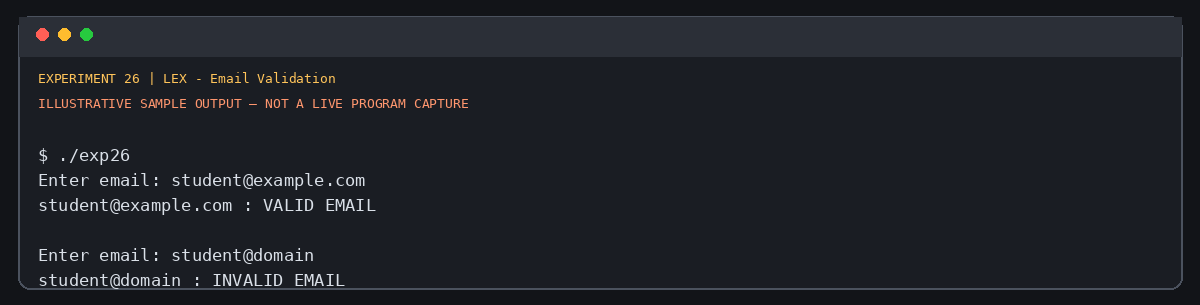 EXPERIMENT 26 | LEX - Email Validation
ILLUSTRATIVE SAMPLE OUTPUT — NOT A LIVE PROGRAM CAPTURE
$ ./exp26
Enter email: student@example.com
student@example.com : VALID EMAIL
Enter email: student@domain
student@domain : INVALID EMAIL